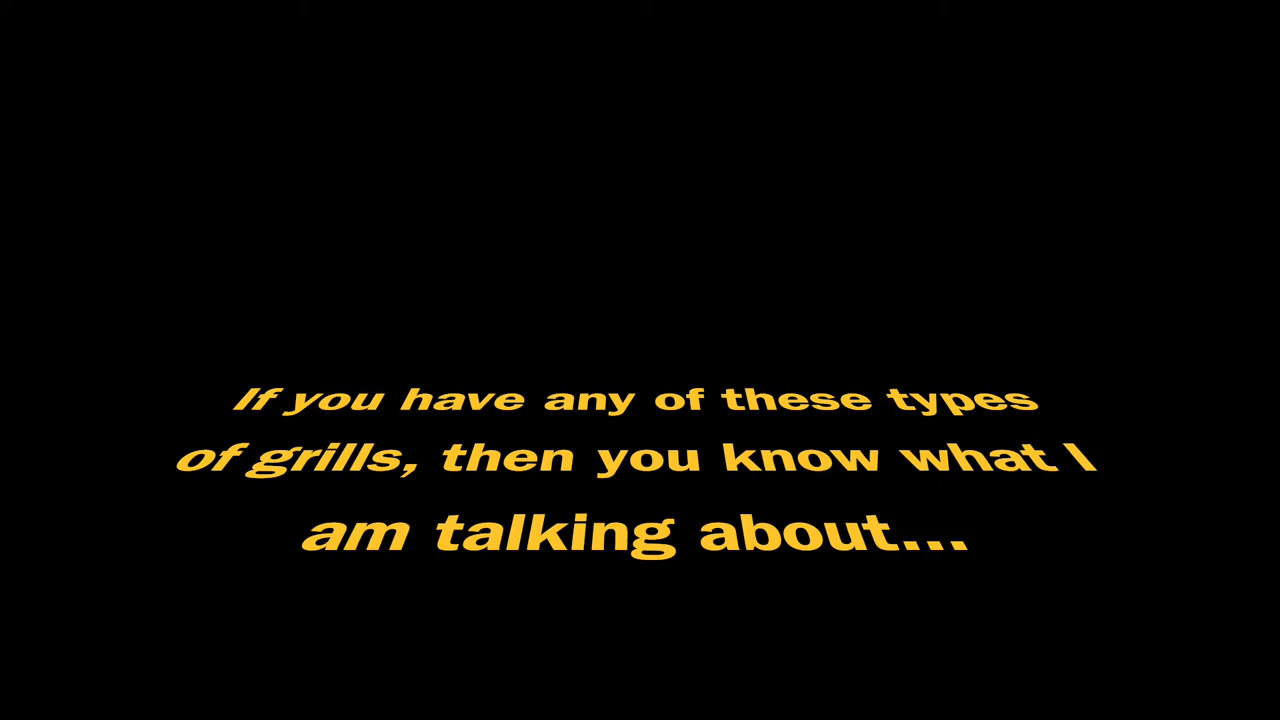 If you have any of these types
of grills, then you know what I
am talking about...